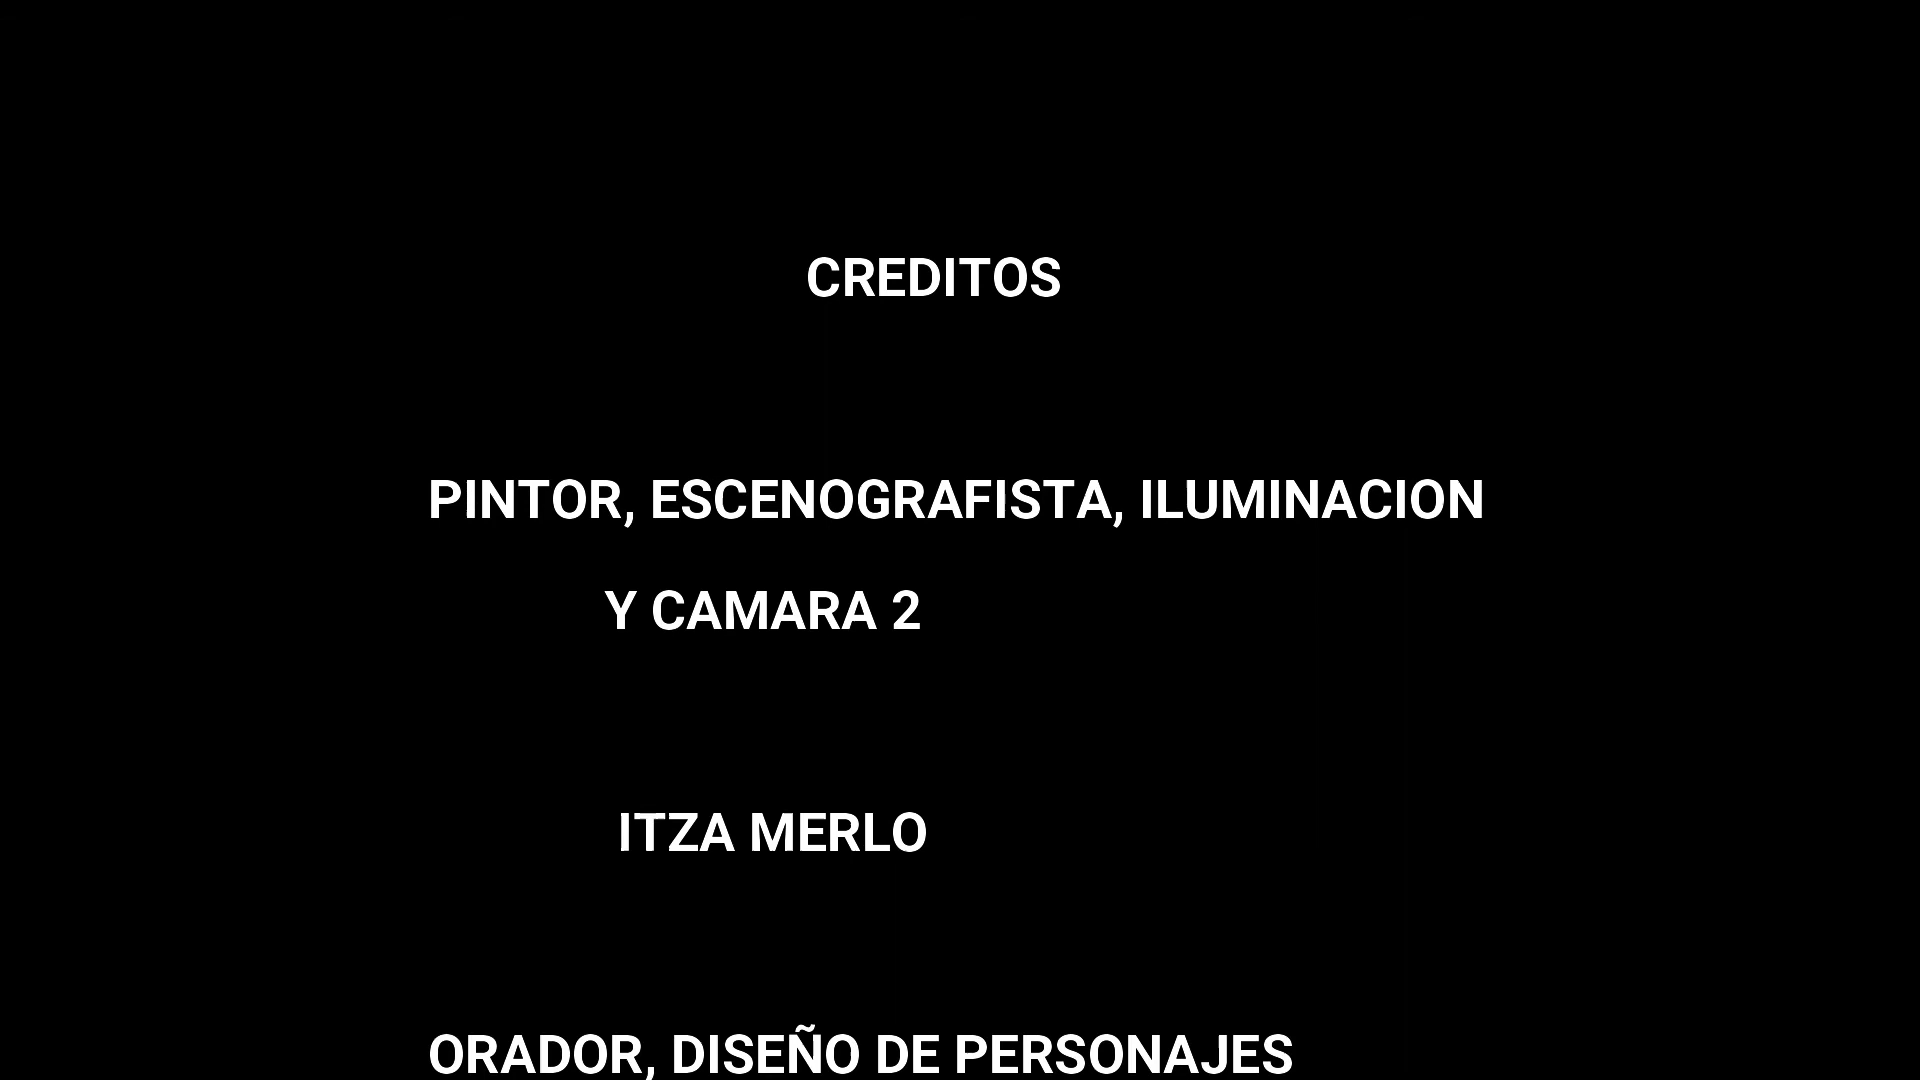 CREDITOS
PINTOR, ESCENOGRAFISTA, ILUMINACION
Y CAMARA 2
ITZA MERLO
ORADOR, DISEÑO DE PERSONAJES